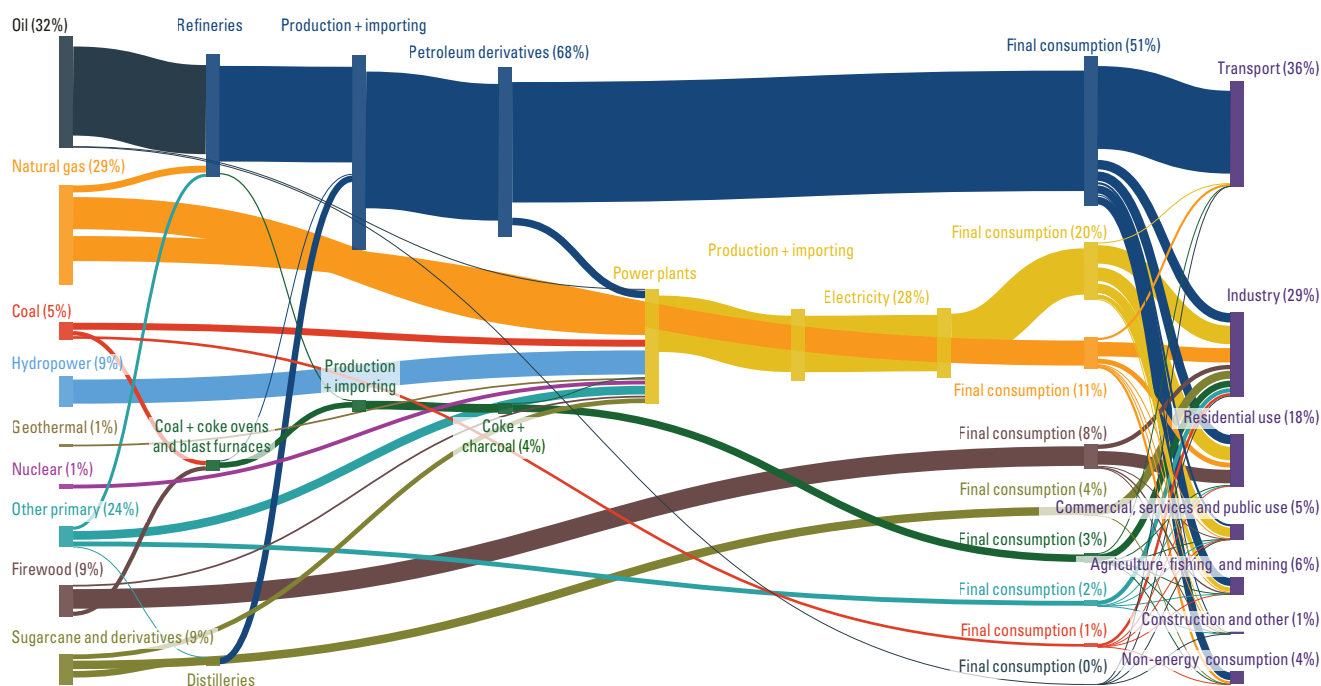 Oil (32%)
Refineries
Production + importing
Petroleum derivatives (68%)
Final consumption (51%)
Transport (36%)
Natural gas (29%)
Final consumption (20%)
Production + importing
Power plants
Electricity (28%)
Industry (29%)
Coal (5%)
Hydropower (9%)
Production
+ importing
Final consumption (11%)
Geothermal (1%)
Coal + coke ovens
and blast furnaces
Coke +
charcoal (4%)
Final consumption (8%)
Residential use (18%)
Nuclear (1%)
Final consumption (4%)
Other primary (24%)
Commercial, services and public use (5%)
Final consumption (3%)
Firewood (9%)
Agriculture, fishing and mining (6%)
Final consumption (2%)
Construction and other (1%)
Sugarcane and derivatives (9%)
Final consumption (1%)
Final consumption (0%)
Non-energy consumption (4%)
Distilleries